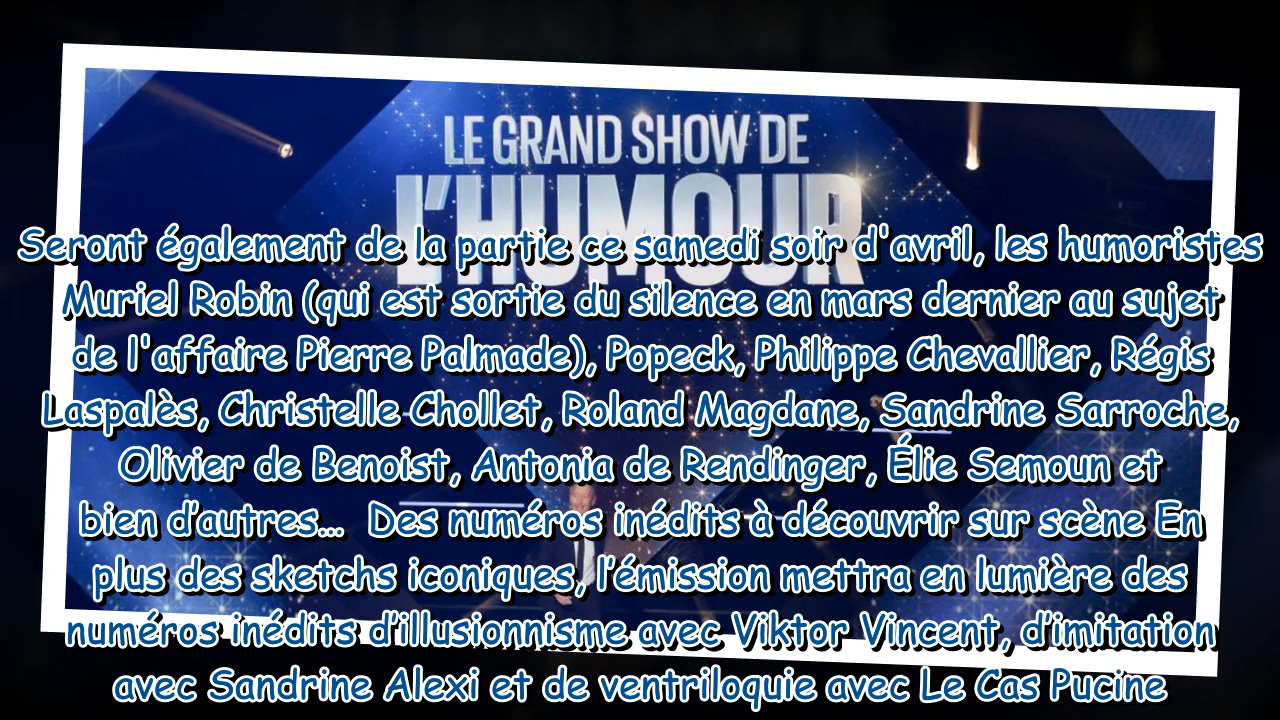 LE GRAND SHOW DE
L'HUMOUR
Seront également de la partie ce samedi soir d'avril, les humoristes
Muriel Robin (qui est sortie du silence en mars dernier au sujet
de l'affaire Pierre Palmade), Popeck, Philippe Chevallier, Régis
Laspalès, Christelle Chollet, Roland Magdane, Sandrine Sarroche,
Olivier de Benoist, Antonia de Rendinger, Élie Semoun et
bien d’autres…  Des numéros inédits à découvrir sur scène En
plus des sketchs iconiques, l’émission mettra en lumière des
numéros inédits d’illusionnisme avec Viktor Vincent, d’imitation
avec Sandrine Alexi et de ventriloquie avec Le Cas Pucine